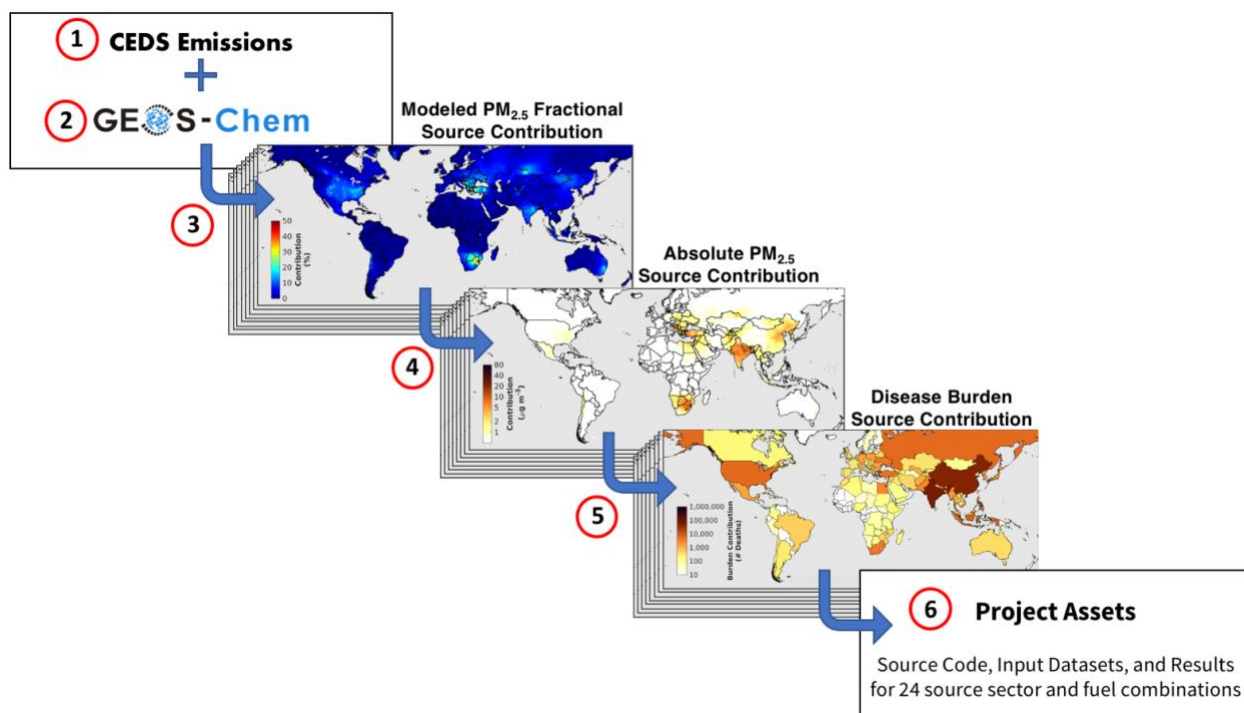 1 CEDS Emissions
+
2 GEOS-Chem
Modeled PM2.5 Fractional
Source Contribution
3
50
40
30
20
10
0
Contribution
(%)
Absolute PM2.5
Source Contribution
4
80
40
20
10
5
2
1
Contribution
(μg m-3)
Disease Burden
Source Contribution
5
1,000,000
100,000
10,000
1,000
100
10
Burden Contribution
(# Deaths)
6 Project Assets
Source Code, Input Datasets, and Results
for 24 source sector and fuel combinations